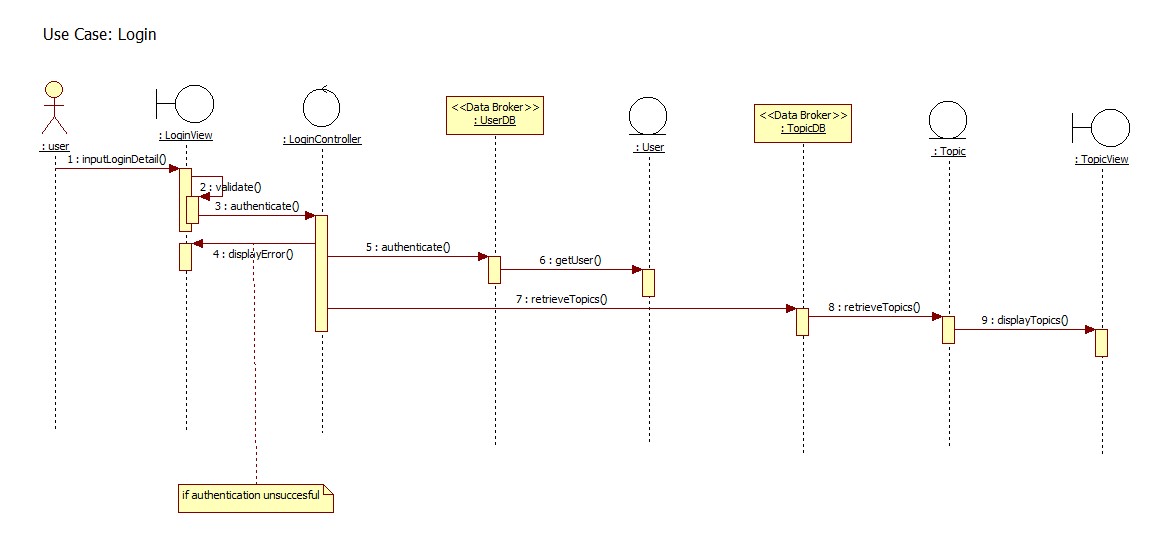 Use Case: Login
<<Data Broker>>
: UserDB
<<Data Broker>>
: TopicDB
: user
: LoginView
: LoginController
: User
: Topic
: TopicView
1 : inputLoginDetail()
2 : validate()
3 : authenticate()
4 : displayError()
5 : authenticate()
6 : getUser()
7 : retrieveTopics()
8 : retrieveTopics()
9 : displayTopics()
if authentication unsuccesful